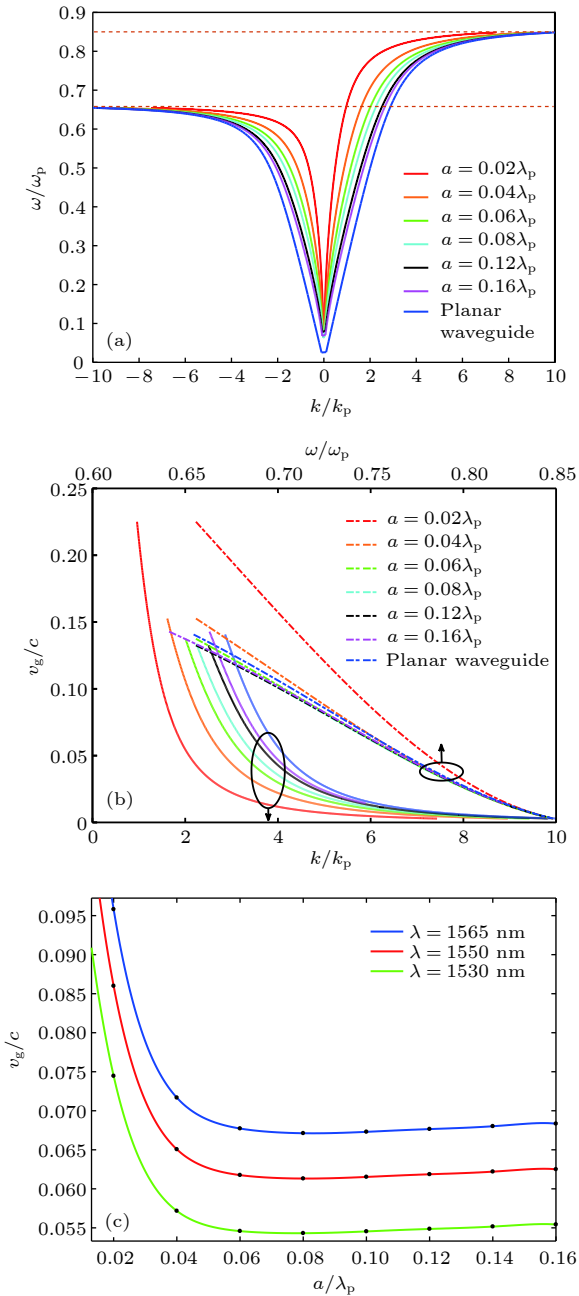 0.9
0.8
0.7
0.6
0.5
0.4
0.3
0.2
0.1
0
ω/ωp
a = 0.02λp
a = 0.04λp
a = 0.06λp
a = 0.08λp
a = 0.12λp
a = 0.16λp
Planar
waveguide
(a)
−10 −8 −6 −4 −2 0 2 4 6 8 10
k/kp
ω/ωp
0.60 0.65 0.70 0.75 0.80 0.85
0.25
0.20
0.15
0.10
0.05
0
vg/c
a = 0.02λp
a = 0.04λp
a = 0.06λp
a = 0.08λp
a = 0.12λp
a = 0.16λp
Planar waveguide
(b)
0 2 4 6 8 10
k/kp
0.095
0.090
0.085
0.080
0.075
0.070
0.065
0.060
0.055
vg/c
λ = 1565 nm
λ = 1550 nm
λ = 1530 nm
(c)
0.02 0.04 0.06 0.08 0.10 0.12 0.14 0.16
a/λp